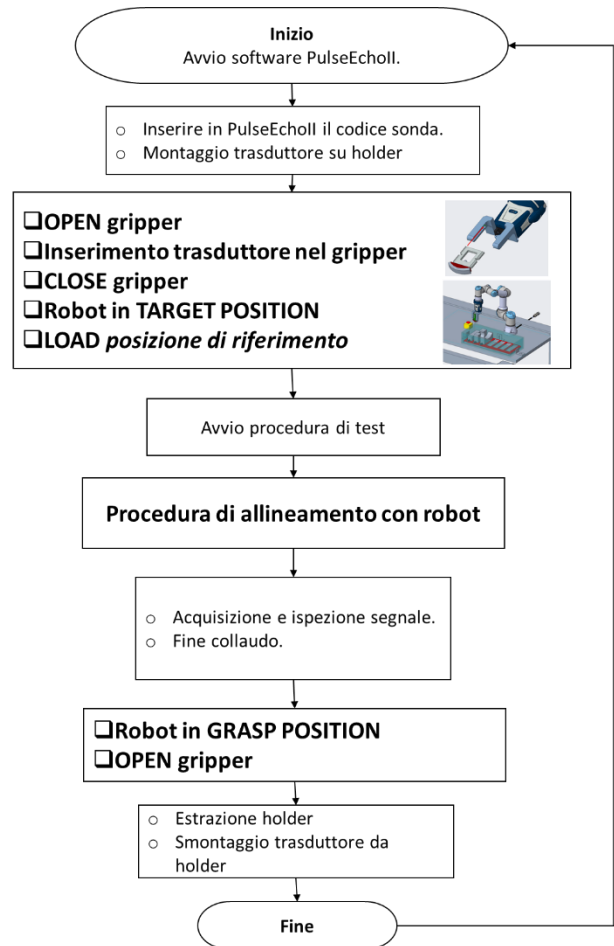 Inizio
Avvio software PulseEchoII.
o Inserire in PulseEchoII il codice sonda.
o Montaggio trasduttore su holder
❑OPEN gripper
❑Inserimento trasduttore nel gripper
❑CLOSE gripper
❑Robot in TARGET POSITION
❑LOAD posizione di riferimento
Avvio procedura di test
Procedura di allineamento con robot
o Acquisizione e ispezione segnale.
o Fine collaudo.
❑Robot in GRASP POSITION
❑OPEN gripper
o Estrazione holder
o Smontaggio trasduttore da
holder
Fine